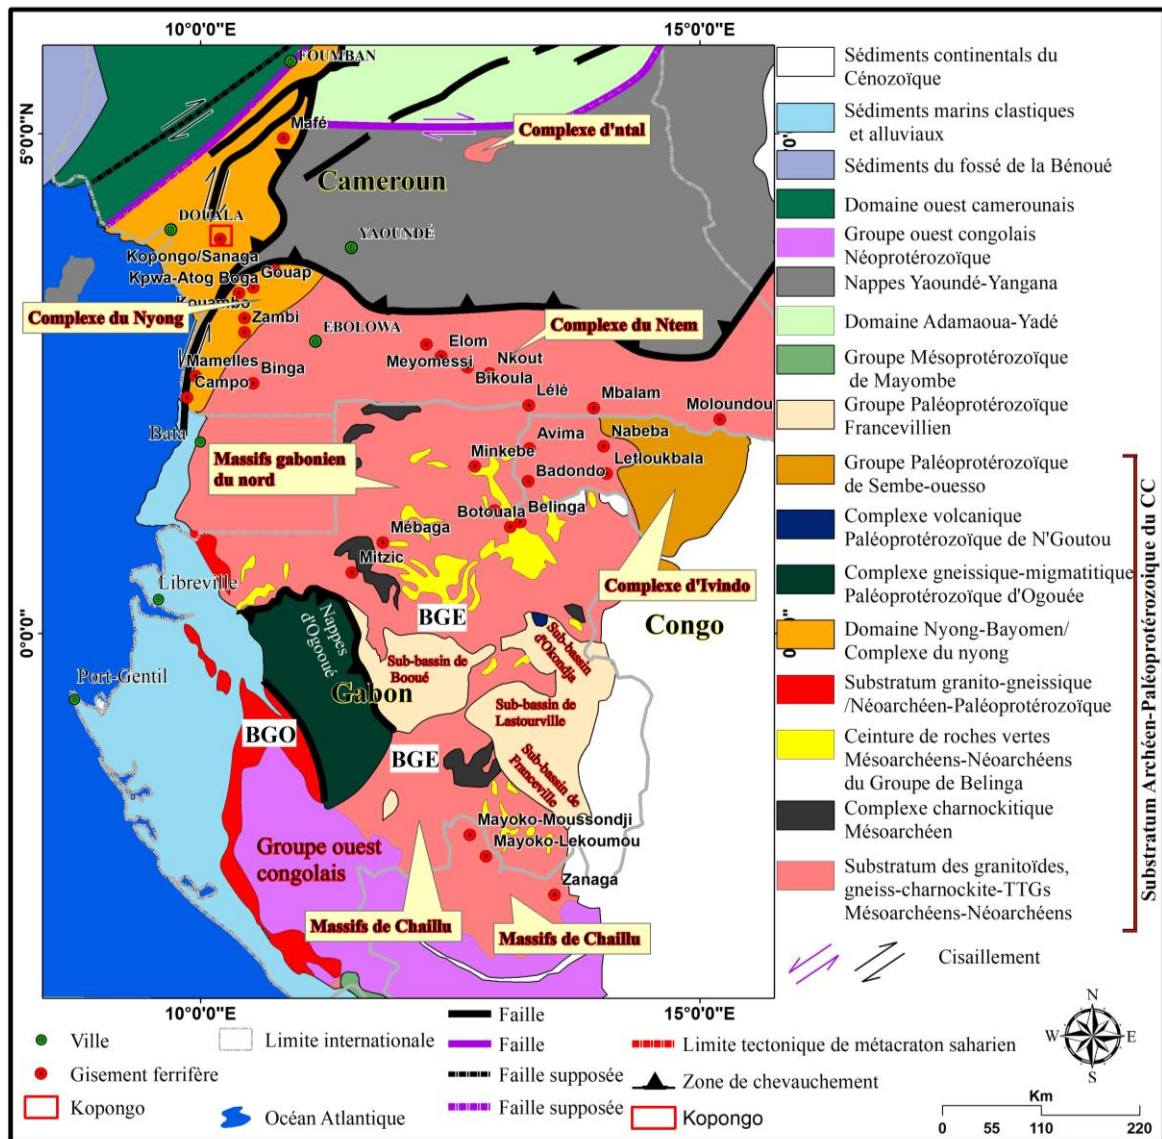 10°0'0"E
15°0'0"E
5°0'0"N
0°0'0"
FOUMBAN
Mafé
Complexe d'ntal
Cameroun
DOUALA
YAOUNDÉ
Kopongo/Sanaga
Kpwa-Atog Boga
Gouap
Kouambo
Complexe du Nyong
Zambi
EBOLOWA
Complexe du Ntem
Elom
Meyomessi
Nkout
Bikoula
Mamelles
Binga
Campo
Lélé
Mbalam
Moloundou
Bata
Massifs gabonien
du nord
Minkebe
Avima
Nabeba
Badondo
Letloukbala
Botouala
Belinga
Mébaga
Mitzic
Libreville
Complexe d'Ivindo
BGE
Congo
Nappes
d'Ogooué
Sub-bassin
d'Okondja
Sub-bassin de
Booué
Port-Gentil
Gabon
Sub-bassin de
Lastourville
BGO
BGE
Sub-bassin de
Franceville
Mayoko-Moussondji
Mayoko-Lekoumou
Groupe ouest
congolais
Zanaga
Massifs de Chaillu
Massifs de Chaillu
10°0'0"E
15°0'0"E
Sédiments continentals du
Cénozoïque
Sédiments marins clastiques
et alluviaux
Sédiments du fossé de la Bénoué
Domaine ouest camerounais
Groupe ouest congolais
Néoprotérozoïque
Nappes Yaoundé-Yangana
Domaine Adamaoua-Yadé
Groupe Mésoprotérozoïque
de Mayombe
Groupe Paléoprotérozoïque
Francevillien
Groupe Paléoprotérozoïque
de Sembe-ouesso
Complexe volcanique
Paléoprotérozoïque de N'Goutou
Complexe gneissique-migmatitique
Paléoprotérozoïque d'Ogouée
Domaine Nyong-Bayomen/
Complexe du nyong
Substratum granito-gneissique
/Néoarchéen-Paléoprotérozoïque
Ceinture de roches vertes
Mésoarchéens-Néoarchéens
du Groupe de Belinga
Complexe charnockitique
Mésoarchéen
Substratum des granitoïdes,
gneiss-charnockite-TTGs
Mésoarchéens-Néoarchéens
Substratum Archéen-Paléoprotérozoique du CC
Cisaillement
Ville
Gisement ferrifère
Kopongo
Limite internationale
Océan Atlantique
Faille
Faille
Faille supposée
Faille supposée
Limite tectonique de métacraton saharien
Zone de chevauchement
Kopongo
N
W E
S
Km
0 55 110 220